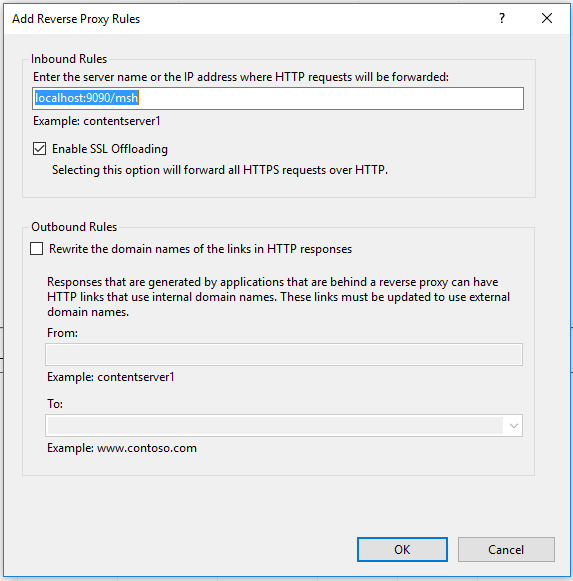 Add Reverse Proxy Rules
Inbound Rules
Enter the server name or the IP address where HTTP requests will be forwarded:
localhost:9090/msh
Example: contentserver1
Enable SSL Offloading
Selecting this option will forward all HTTPS requests over HTTP.
Outbound Rules
Rewrite the domain names of the links in HTTP responses
Responses that are generated by applications that are behind a reverse proxy can have
HTTP links that use internal domain names. These links must be updated to use external
domain names.
From:
Example: contentserver1
To:
Example: www.contoso.com
OK
Cancel